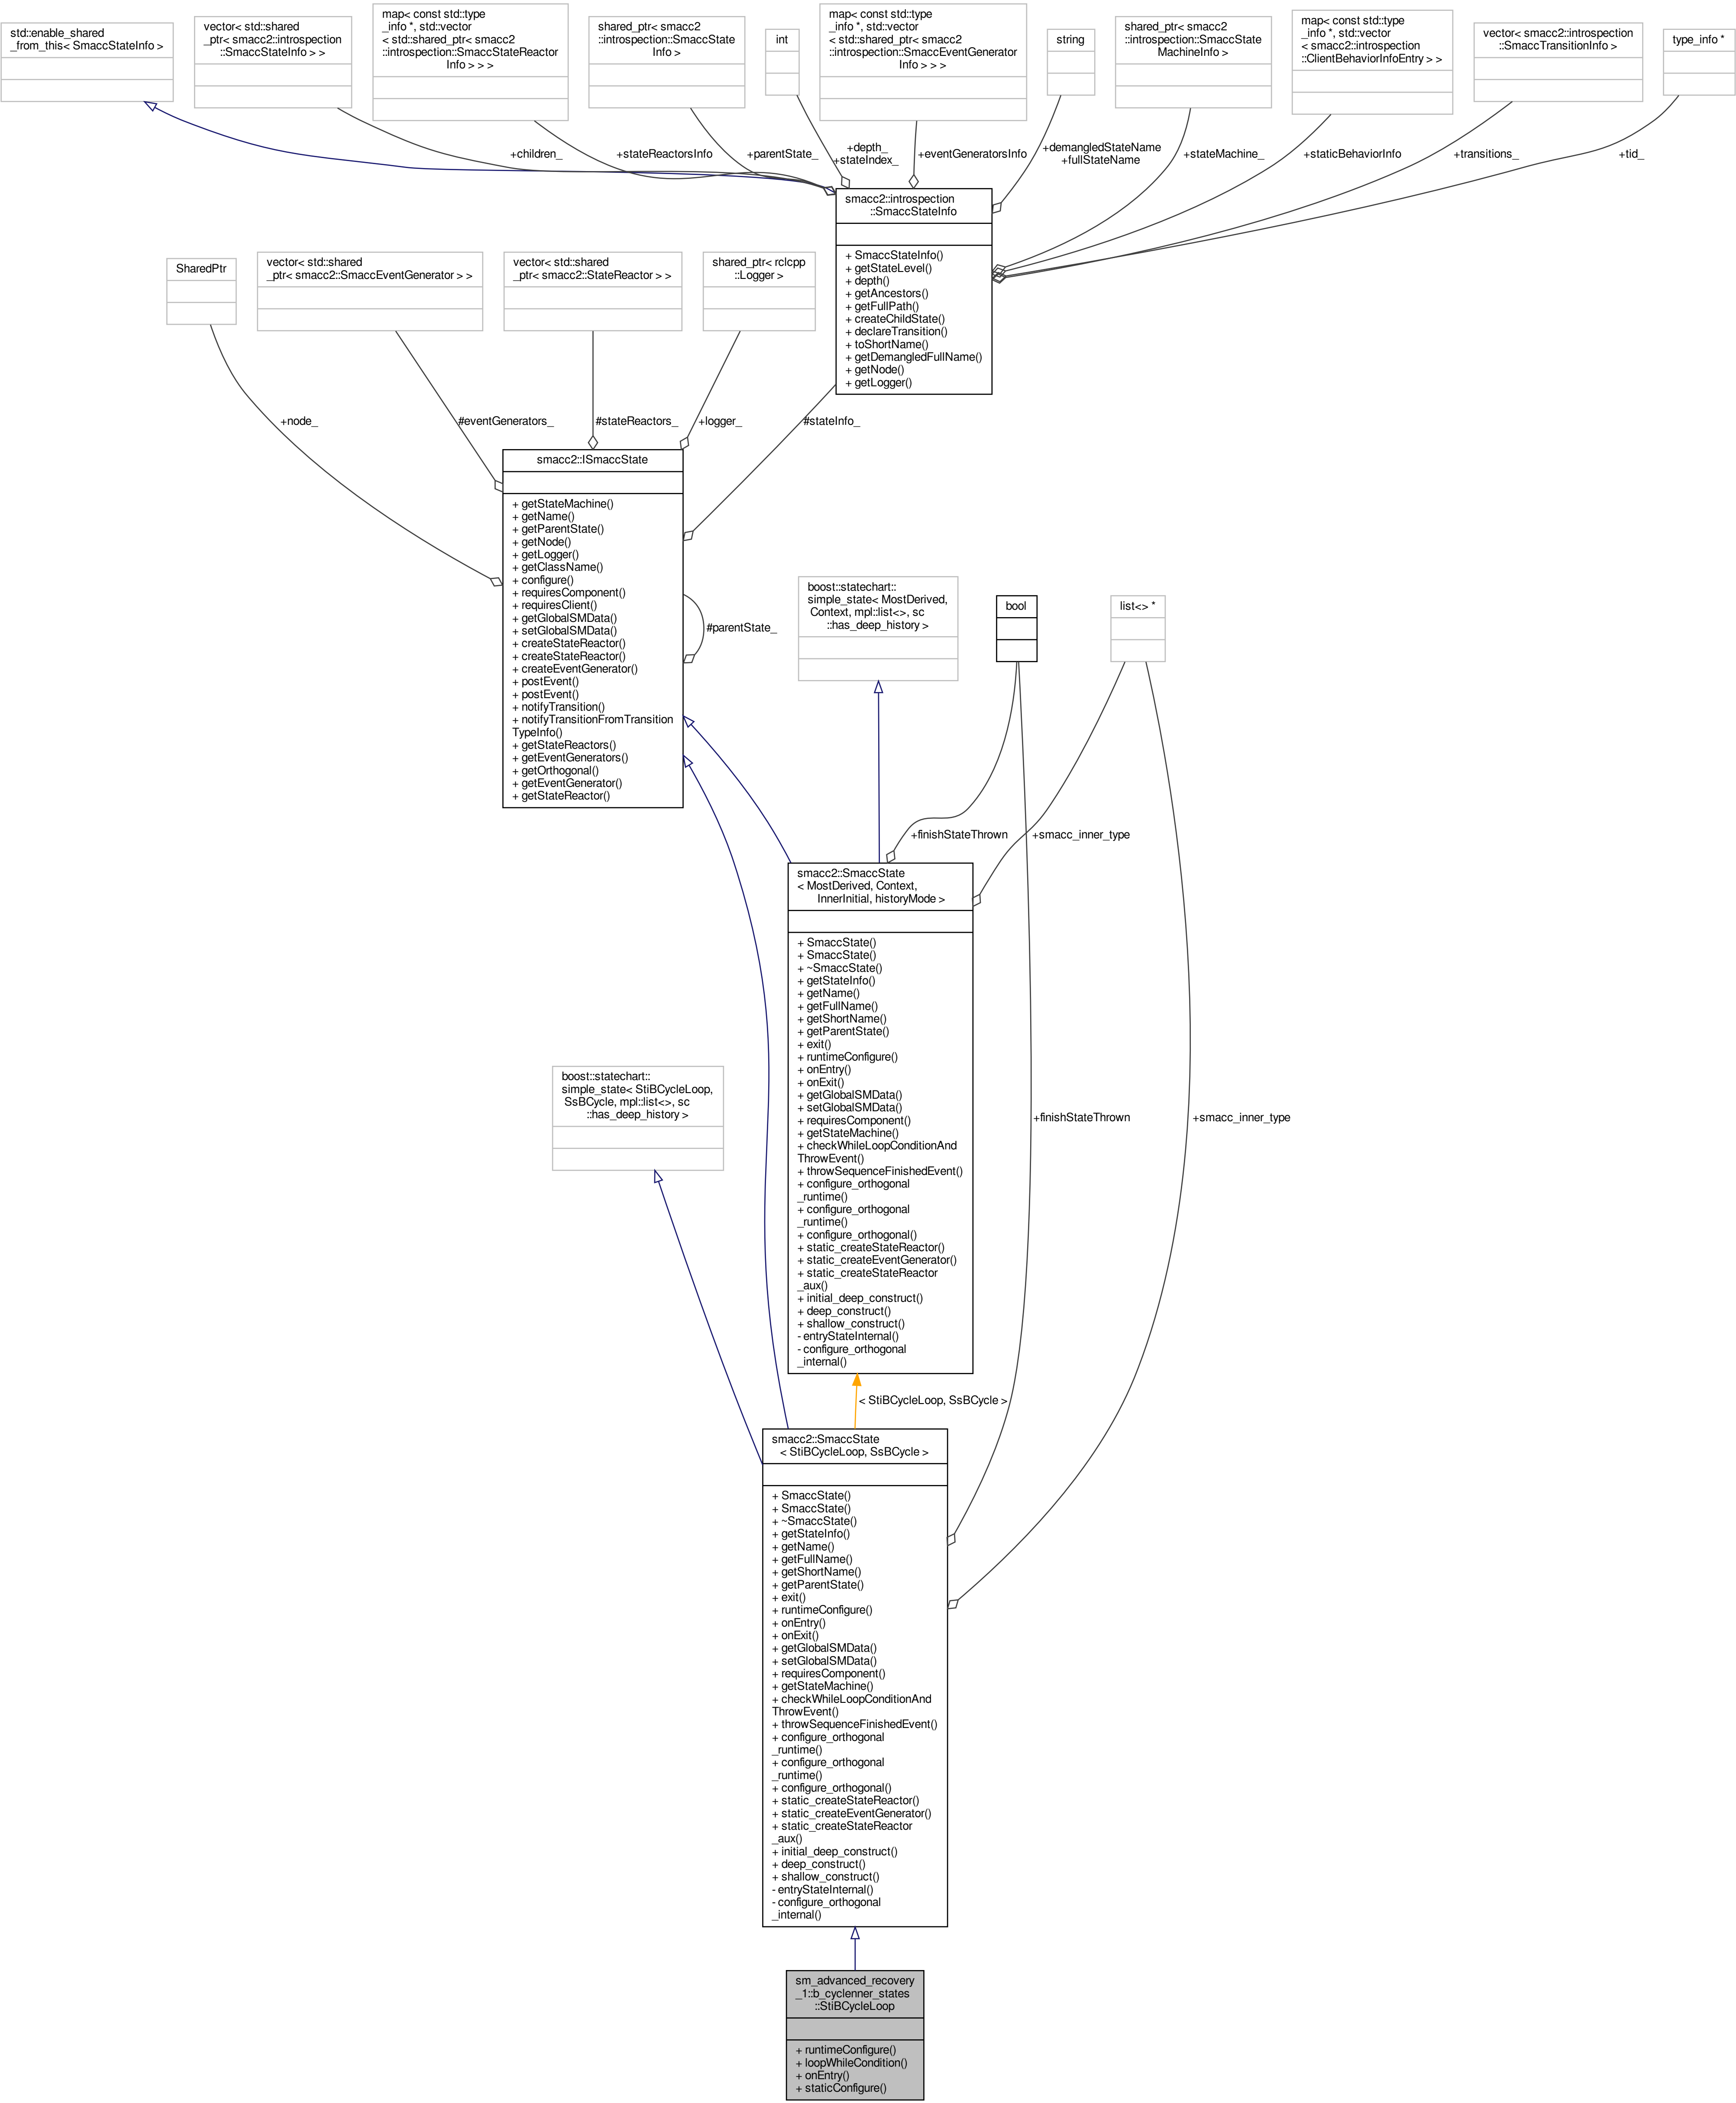 std::enable_shared
_from_this< SmaccStateInfo >
vector< std::shared
_ptr< smacc2::introspection
::SmaccStateInfo > >
map< const std::type
_info *, std::vector
< std::shared_ptr< smacc2
::introspection::SmaccStateReactor
Info > > >
shared_ptr< smacc2
::introspection::SmaccState
Info >
int
map< const std::type
_info *, std::vector
< std::shared_ptr< smacc2
::introspection::SmaccEventGenerator
Info > > >
string
shared_ptr< smacc2
::introspection::SmaccState
MachineInfo >
map< const std::type
_info *, std::vector
< smacc2::introspection
::ClientBehaviorInfoEntry > >
vector< smacc2::introspection
::SmaccTransitionInfo >
type_info *
+children_
+stateReactorsInfo
+parentState_
+depth_
+stateIndex_
+eventGeneratorsInfo
+demangledStateName
+fullStateName
+stateMachine_
+staticBehaviorInfo
+transitions_
+tid_
smacc2::introspection
::SmaccStateInfo
+ SmaccStateInfo()
+ getStateLevel()
+ depth()
+ getAncestors()
+ getFullPath()
+ createChildState()
+ declareTransition()
+ toShortName()
+ getDemangledFullName()
+ getNode()
+ getLogger()
SharedPtr
vector< std::shared
_ptr< smacc2::SmaccEventGenerator > >
vector< std::shared
_ptr< smacc2::StateReactor > >
shared_ptr< rclcpp
::Logger >
+node_
#eventGenerators_
#stateReactors_
+logger_
#stateInfo_
smacc2::ISmaccState
+ getStateMachine()
+ getName()
+ getParentState()
+ getNode()
+ getLogger()
+ getClassName()
+ configure()
+ requiresComponent()
+ requiresClient()
+ getGlobalSMData()
+ setGlobalSMData()
+ createStateReactor()
+ createStateReactor()
+ createEventGenerator()
+ postEvent()
+ postEvent()
+ notifyTransition()
+ notifyTransitionFromTransition
TypeInfo()
+ getStateReactors()
+ getEventGenerators()
+ getOrthogonal()
+ getEventGenerator()
+ getStateReactor()
#parentState_
boost::statechart::
simple_state< MostDerived,
Context, mpl::list<>, sc
::has_deep_history >
bool
list<> *
+finishStateThrown
+smacc_inner_type
smacc2::SmaccState
< MostDerived, Context,
InnerInitial, historyMode >
+ SmaccState()
+ SmaccState()
+ ~SmaccState()
+ getStateInfo()
+ getName()
+ getFullName()
+ getShortName()
+ getParentState()
+ exit()
+ runtimeConfigure()
+ onEntry()
+ onExit()
+ getGlobalSMData()
+ setGlobalSMData()
+ requiresComponent()
+ getStateMachine()
+ checkWhileLoopConditionAnd
ThrowEvent()
+ throwSequenceFinishedEvent()
+ configure_orthogonal
_runtime()
+ configure_orthogonal
_runtime()
+ configure_orthogonal()
+ static_createStateReactor()
+ static_createEventGenerator()
+ static_createStateReactor
_aux()
+ initial_deep_construct()
+ deep_construct()
+ shallow_construct()
- entryStateInternal()
- configure_orthogonal
_internal()
boost::statechart::
simple_state< StiBCycleLoop,
SsBCycle, mpl::list<>, sc
::has_deep_history >
+finishStateThrown
+smacc_inner_type
< StiBCycleLoop, SsBCycle >
smacc2::SmaccState
< StiBCycleLoop, SsBCycle >
+ SmaccState()
+ SmaccState()
+ ~SmaccState()
+ getStateInfo()
+ getName()
+ getFullName()
+ getShortName()
+ getParentState()
+ exit()
+ runtimeConfigure()
+ onEntry()
+ onExit()
+ getGlobalSMData()
+ setGlobalSMData()
+ requiresComponent()
+ getStateMachine()
+ checkWhileLoopConditionAnd
ThrowEvent()
+ throwSequenceFinishedEvent()
+ configure_orthogonal
_runtime()
+ configure_orthogonal
_runtime()
+ configure_orthogonal()
+ static_createStateReactor()
+ static_createEventGenerator()
+ static_createStateReactor
_aux()
+ initial_deep_construct()
+ deep_construct()
+ shallow_construct()
- entryStateInternal()
- configure_orthogonal
_internal()
sm_advanced_recovery
_1::b_cyclenner_states
::StiBCycleLoop
+ runtimeConfigure()
+ loopWhileCondition()
+ onEntry()
+ staticConfigure()